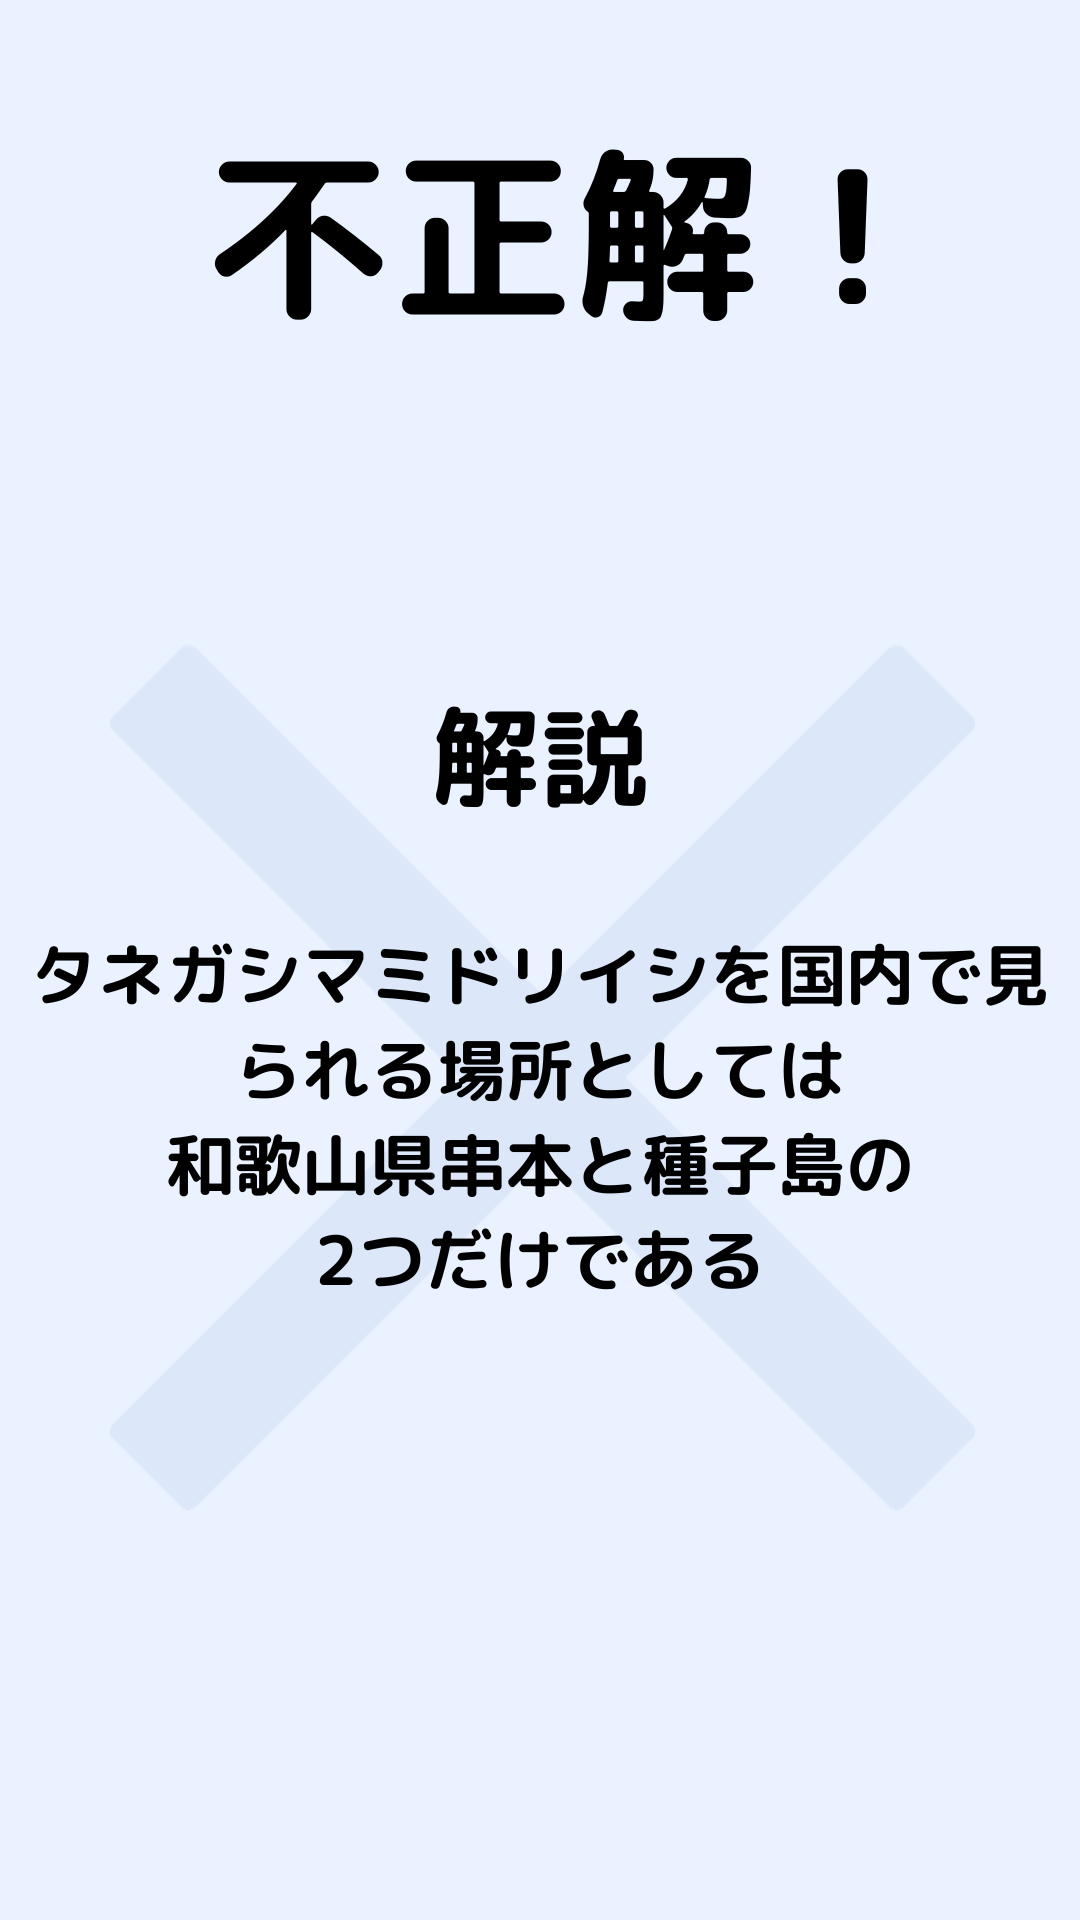 不正解！
解説
タネガシマミドリイシを国内で見
られる場所としては
和歌山県串本と種子島の
2つだけである